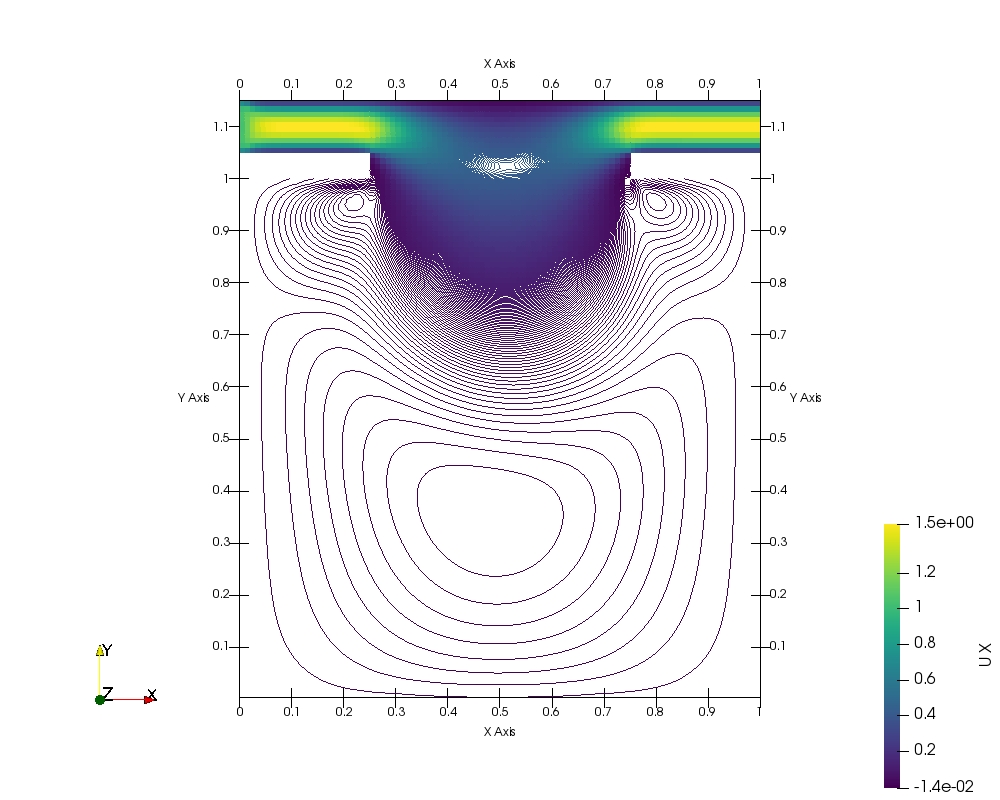 X Axis
0 0.1 0.2 0.3 0.4 0.5 0.6 0.7 0.8 0.9 1
1.1 1.1
1 1
0.9 0.9
0.8 0.8
0.7 0.7
0.6 0.6
Y Axis Y Axis
0.5 0.5
0.4 0.4
0.3 0.3
0.2 0.2
0.1 0.1
0 0.1 0.2 0.3 0.4 0.5 0.6 0.7 0.8 0.9 1
X Axis
Y
Z X
1.5e+00
1.2
1
0.8
0.6
0.4
0.2
-1.4e-02
U X